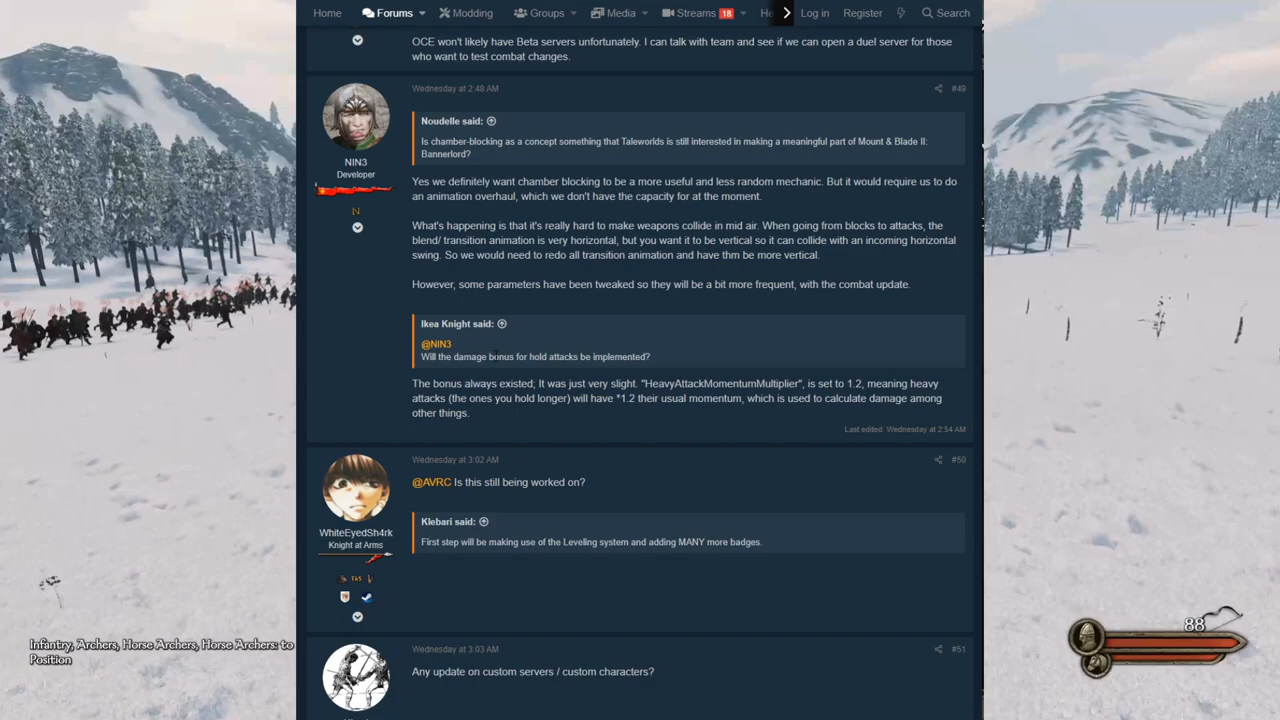 Home Forums Modding Groups Media Streams 18 Log in Register Search
OCE won't likely have Beta servers unfortunately. I can talk with team and see if we can open a duel server for those
who want to test combat changes.
Wednesday at 2:48 AM #49
NIN3
Developer
N
Noudelle said:
Is chamber-blocking as a concept something that Taleworlds is still interested in making a meaningful part of Mount & Blade II:
Bannerlord?
Yes we definitely want chamber blocking to be a more useful and less random mechanic. But it would require us to do
an animation overhaul, which we don't have the capacity for at the moment.
What's happening is that it's really hard to make weapons collide in mid air. When going from blocks to attacks, the
blend/ transition animation is very horizontal, but you want it to be vertical so it can collide with an incoming horizontal
swing. So we would need to redo all transition animation and have thm be more vertical.
However, some parameters have been tweaked so they will be a bit more frequent, with the combat update.
Ikea Knight said:
@NIN3
Will the damage bonus for hold attacks be implemented?
The bonus always existed; It was just very slight. "HeavyAttackMomentumMultiplier", is set to 1.2, meaning heavy
attacks (the ones you hold longer) will have *1.2 their usual momentum, which is used to calculate damage among
other things.
Last edited: Wednesday at 2:54 AM
Wednesday at 3:02 AM #50
WhiteEyedSh4rk
Knight at Arms
@AVRC Is this still being worked on?
Klebari said:
First step will be making use of the Leveling system and adding MANY more badges.
Wednesday at 3:03 AM #51
Any update on custom servers / custom characters?
Infantry, Archers, Horse Archers, Horse Archers: to
Position
88